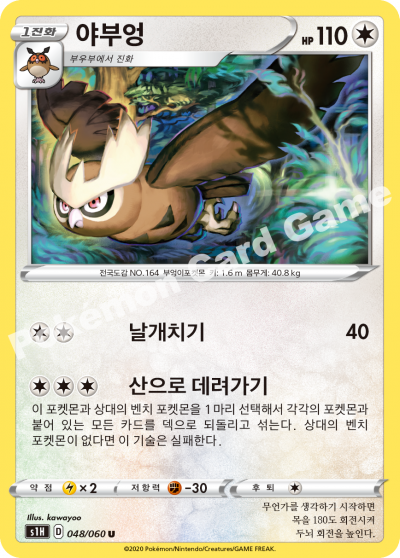 1진화 야부엉 HP 110
부우부에서 진화
전국도감 NO.164 부엉이포켓몬 키: 1.6 m 몸무게: 40.8 kg
Pokémon Card Game
날개치기 40
산으로 데려가기
이 포켓몬과 상대의 벤치 포켓몬을 1마리 선택해서 각각의 포켓몬과
붙어 있는 모든 카드를 덱으로 되돌리고 섞는다. 상대의 벤치
포켓몬이 없다면 이 기술은 실패한다.
약점 ×2 저항력 -30 후퇴
Illus. kawayoo
s1H D 048/060 U
무언가를 생각하기 시작하면
목을 180도 회전시켜
두뇌 회전을 높인다.
©2020 Pokémon/Nintendo/Creatures/GAME FREAK.